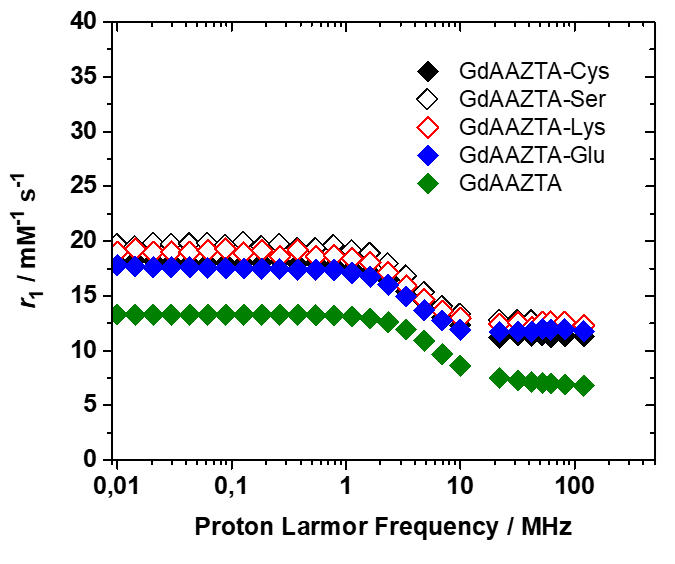 40
35
30
25
20
15
10
5
0
r1 / mM⁻¹ s⁻¹
GdAAZTA-Cys
GdAAZTA-Ser
GdAAZTA-Lys
GdAAZTA-Glu
GdAAZTA
0,01 0,1 1 10 100
Proton Larmor Frequency / MHz